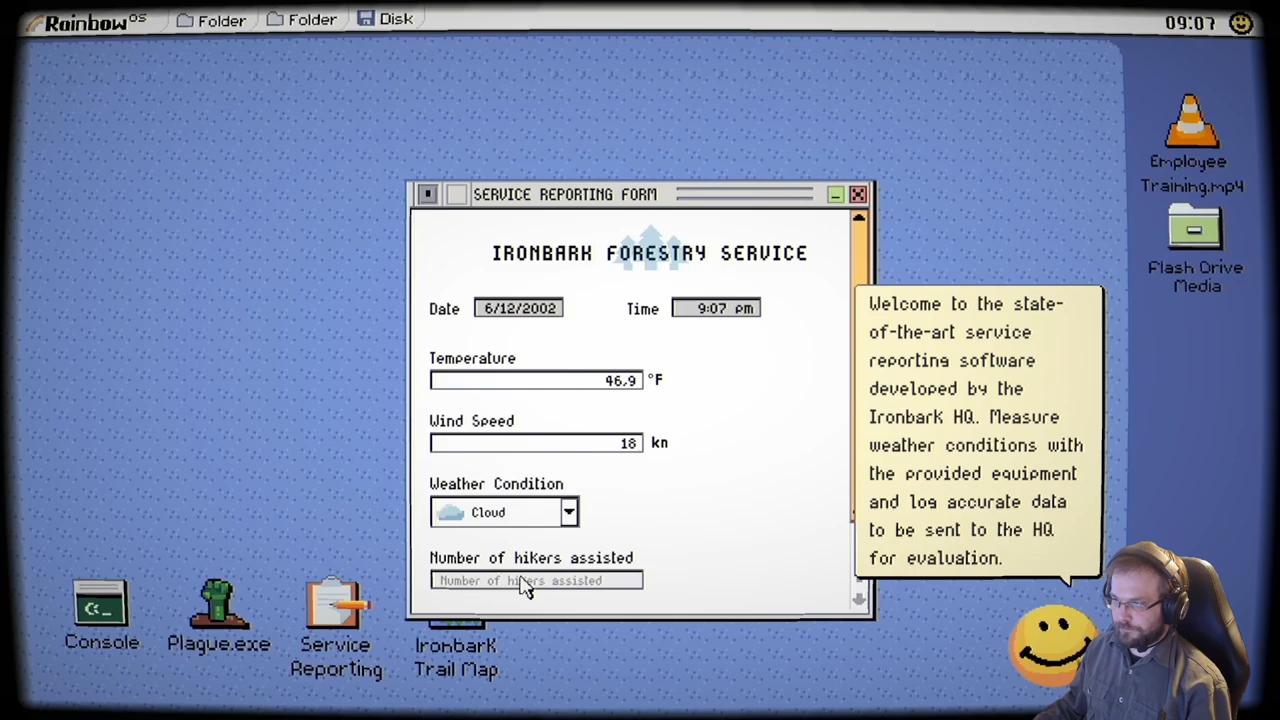 RainbowOS
Folder
Folder
Disk
09:07
Employee
Training.mp4
Flash Drive
Media
SERVICE REPORTING FORM
IRONBARK FORESTRY SERVICE
Date 6/12/2002 Time 9:07 pm
Temperature
46.9 °F
Wind Speed
18 kn
Weather Condition
Cloud
Number of hikers assisted
Number of hikers assisted
Welcome to the state-
of-the-art service
reporting software
developed by the
Ironbark HQ. Measure
weather conditions with
the provided equipment
and log accurate data
to be sent to the HQ
for evaluation.
Console
Plague.exe
Service
Reporting
Ironbark
Trail Map